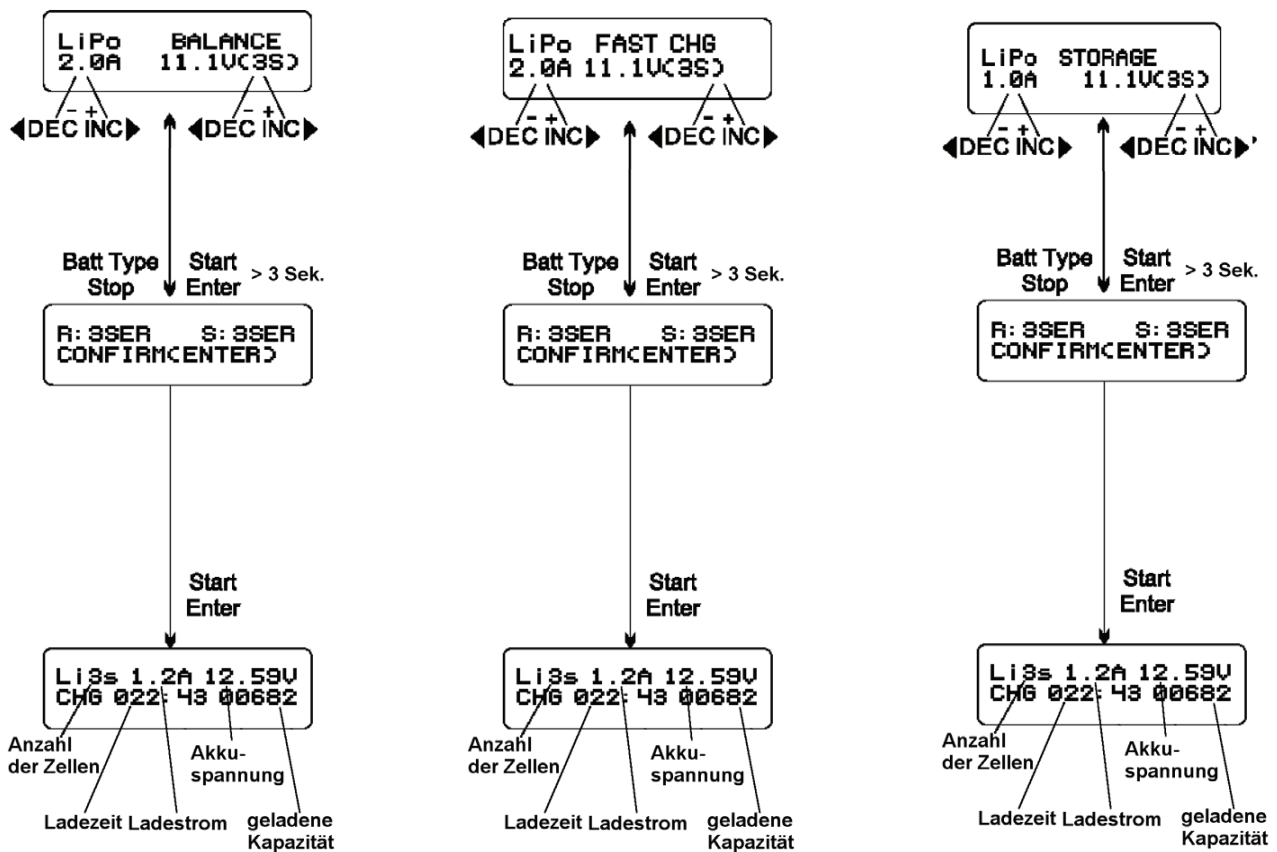 LiPo BALANCE
2.0A 11.1V(3S)
- +
DEC INC
- +
DEC INC
Batt Type
Stop
Start
Enter
> 3 Sek.
R: 3SER S: 3SER
CONFIRM(ENTER)
Start
Enter
Li3s 1.2A 12.59V
CHG 022: 43 00682
Anzahl
der Zellen
Akku-
spannung
Ladezeit
Ladestrom
geladene
Kapazität
LiPo FAST CHG
2.0A 11.1V(3S)
- +
DEC INC
- +
DEC INC
Batt Type
Stop
Start
Enter
> 3 Sek.
R: 3SER S: 3SER
CONFIRM(ENTER)
Start
Enter
Li3s 1.2A 12.59V
CHG 022: 43 00682
Anzahl
der Zellen
Akku-
spannung
Ladezeit
Ladestrom
geladene
Kapazität
LiPo STORAGE
1.0A 11.1V(3S)
- +
DEC INC
- +
DEC INC
Batt Type
Stop
Start
Enter
> 3 Sek.
R: 3SER S: 3SER
CONFIRM(ENTER)
Start
Enter
Li3s 1.2A 12.59V
CHG 022: 43 00682
Anzahl
der Zellen
Akku-
spannung
Ladezeit
Ladestrom
geladene
Kapazität